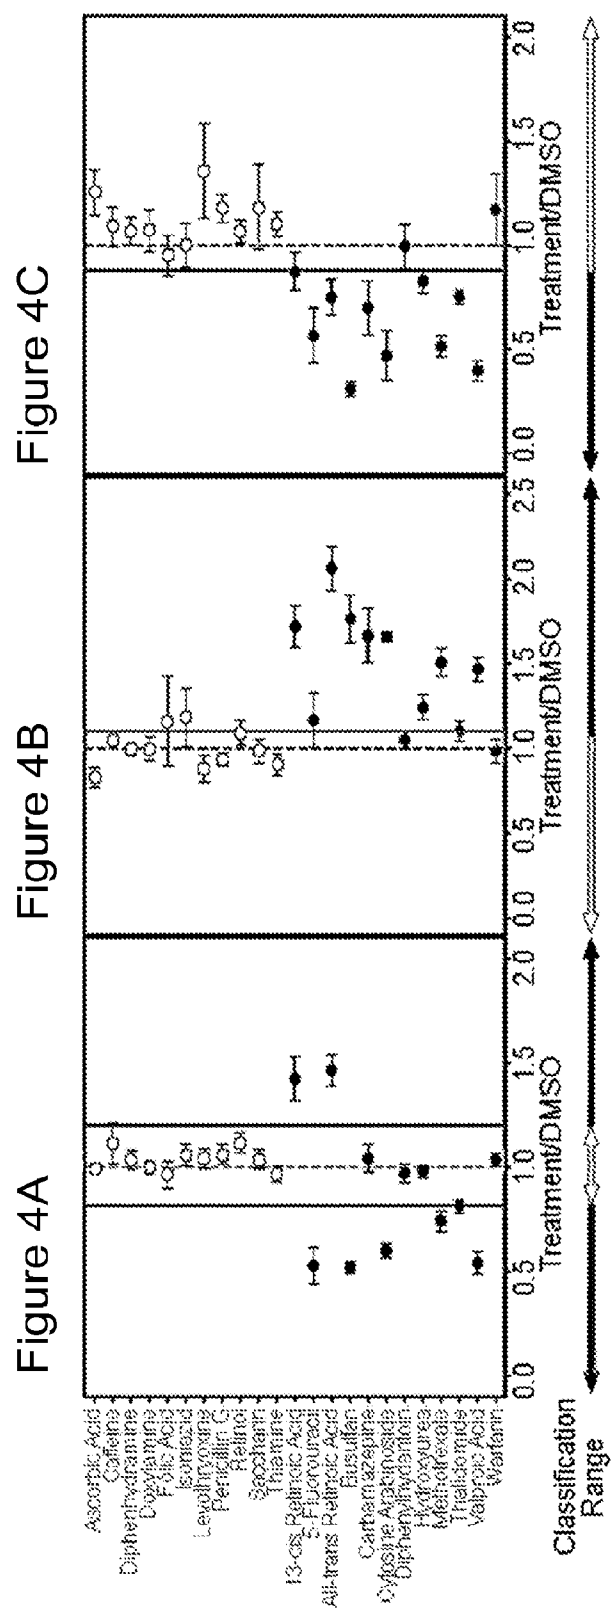 Figure 4A
Figure 4B
Figure 4C
Ascorbic Acid
Caffeine
Diphenhydramine
Doxylamine
Folic Acid
Isoniazid
Levothryosine
Penicillin G
Retinol
Saccharin
Thiamine
13-cis Retinoic Acid
5-Fluorouracil
All-trans Retinoic Acid
Busulfan
Carbamazepine
Cytosine Arabinoside
Diphenylhydantoin
Hydroxyurea
Methotrexate
Thalidomide
Valproic Acid
Warfarin
0.0 0.5 1.0 1.5 2.0
Treatment/DMSO
0.0 0.5 1.0 1.5 2.0 2.5
Treatment/DMSO
0.0 0.5 1.0 1.5 2.0
Treatment/DMSO
Classification
Range